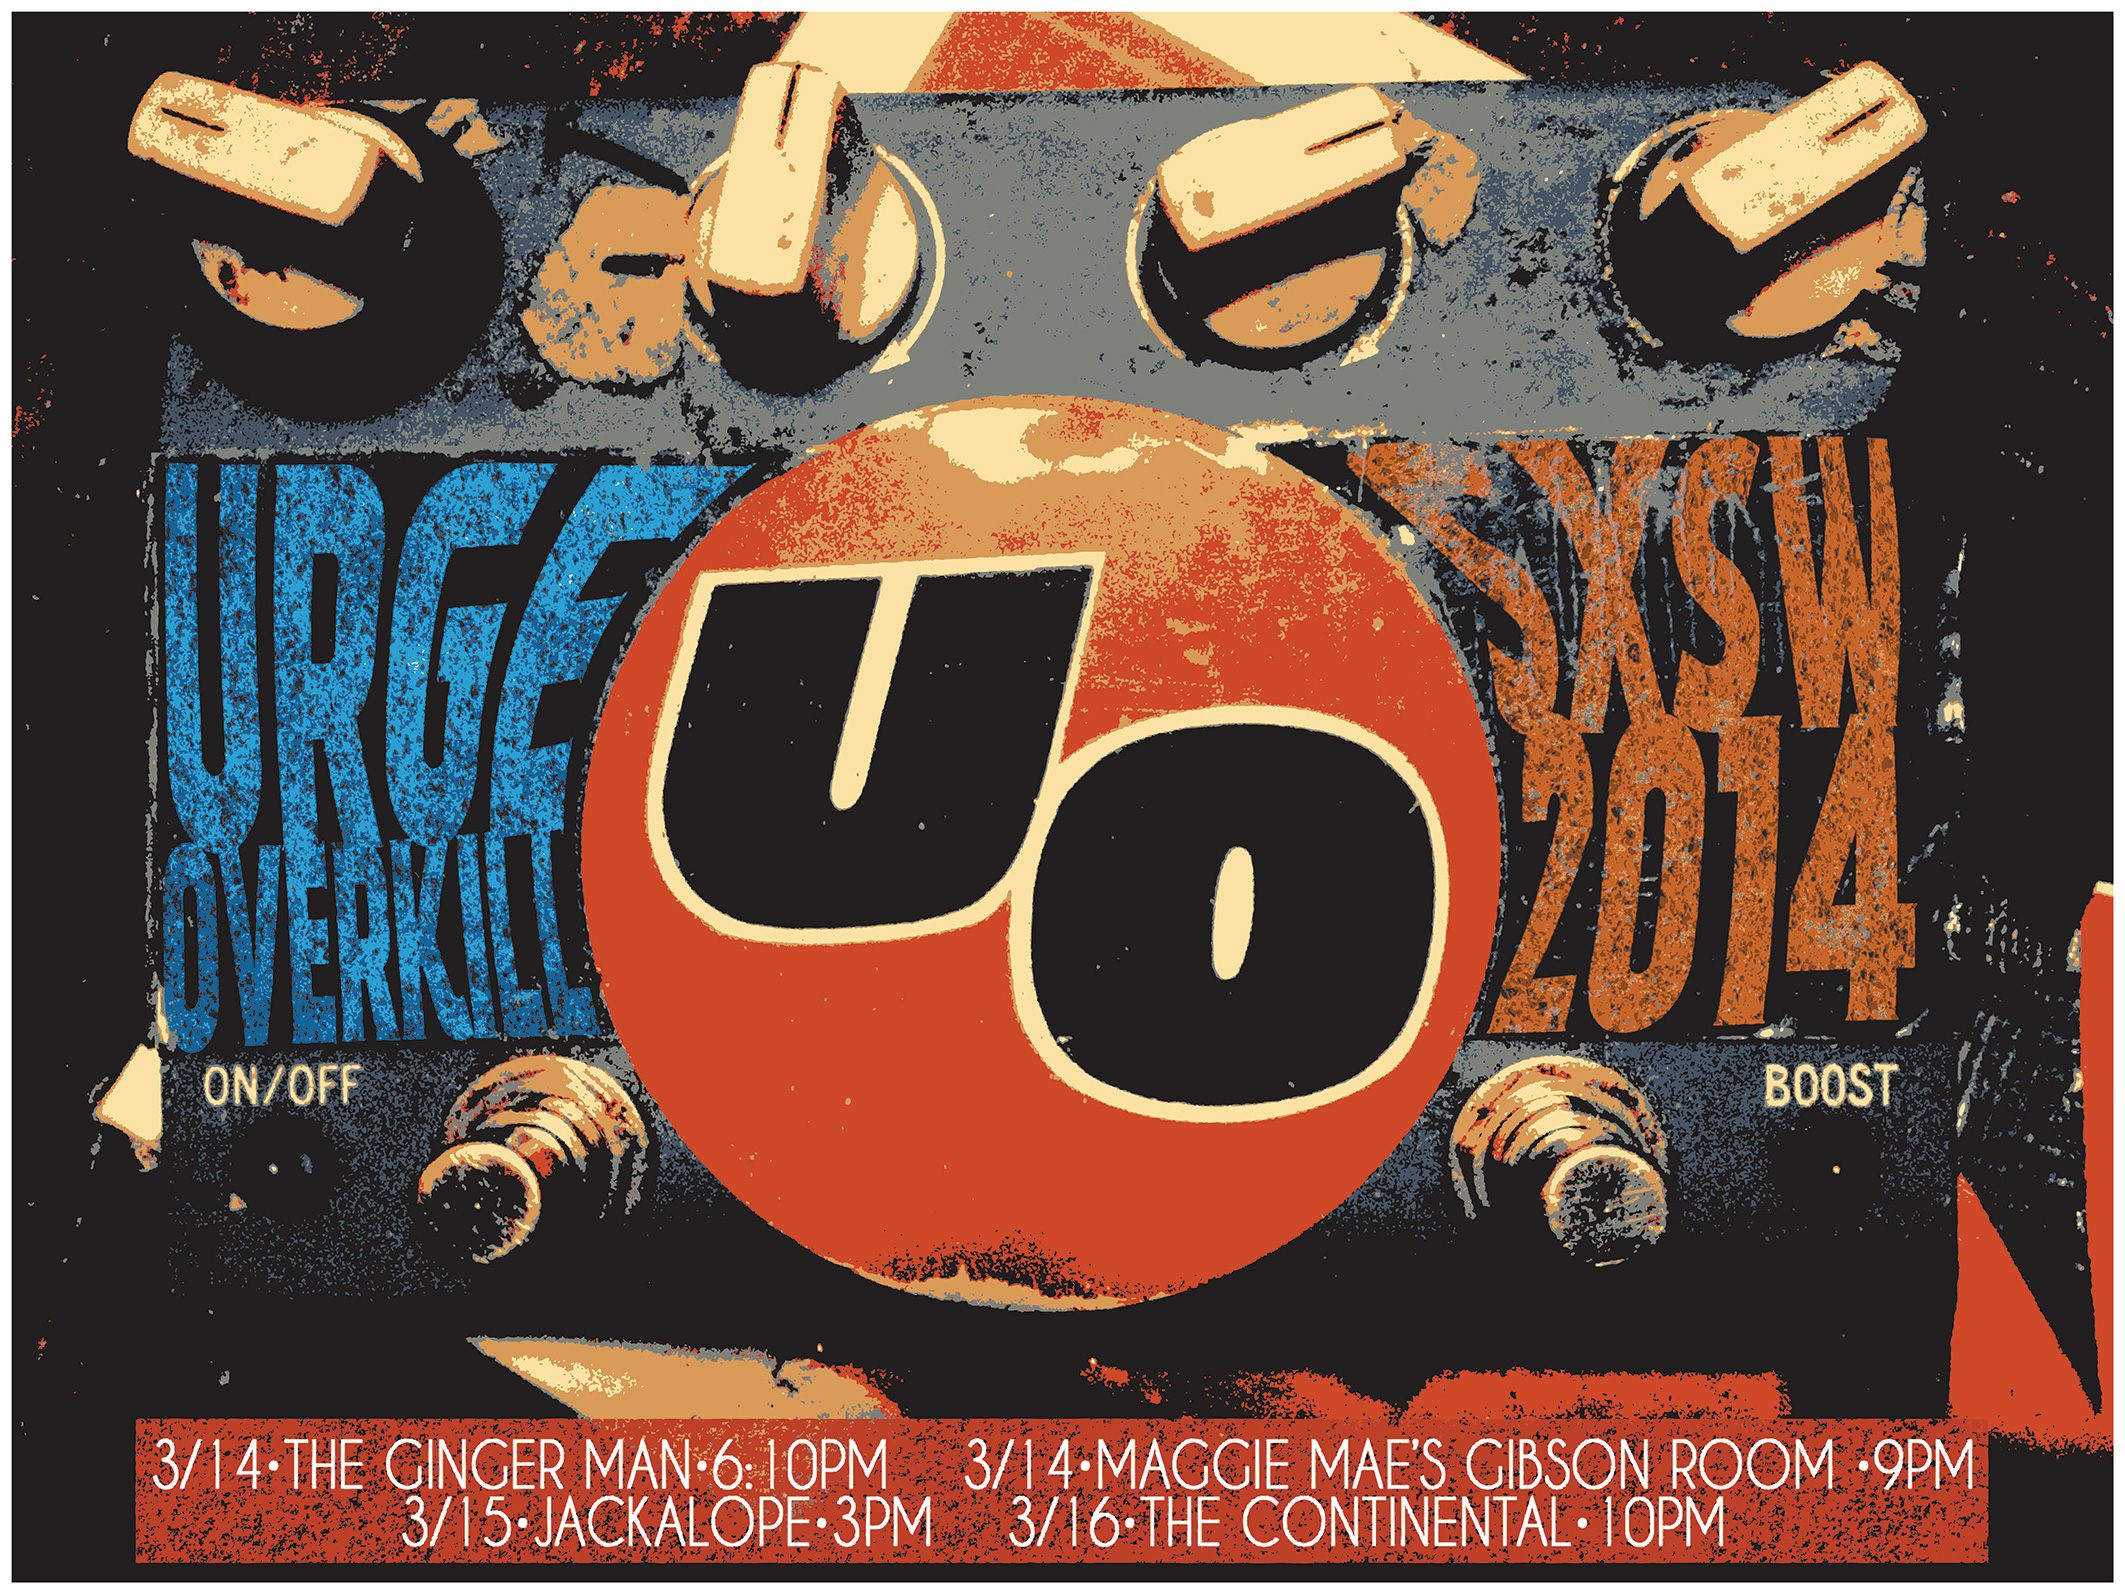 URGE
OVERKILL
UO
SXSW
2014
ON/OFF
BOOST
3/14•THE GINGER MAN•6:10PM 3/14•MAGGIE MAE'S GIBSON ROOM •9PM
3/15•JACKALOPE•3PM 3/16•THE CONTINENTAL•10PM